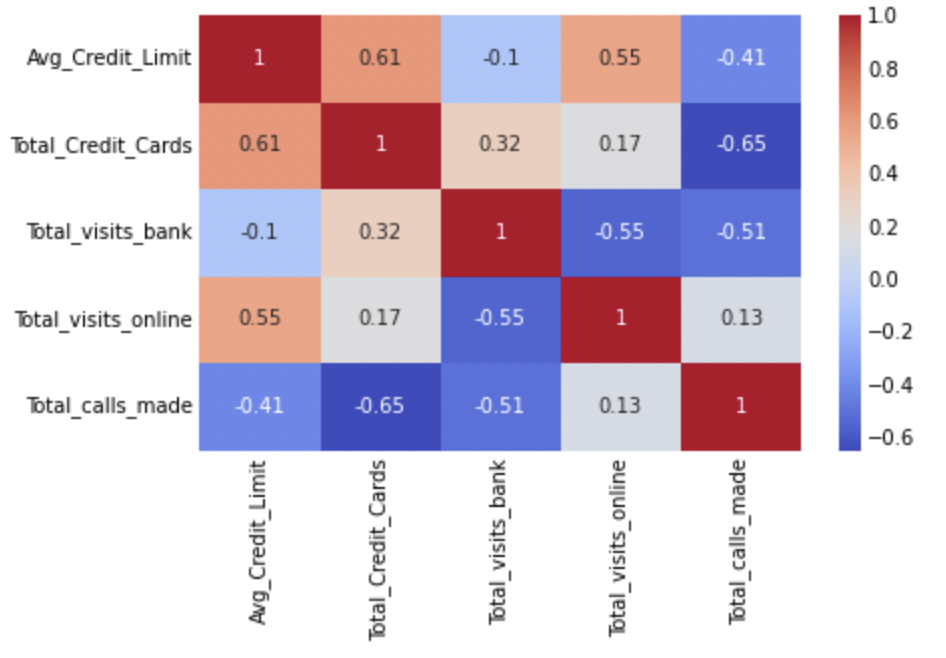 Avg_Credit_Limit 1 0.61 -0.1 0.55 -0.41
Total_Credit_Cards 0.61 1 0.32 0.17 -0.65
Total_visits_bank -0.1 0.32 1 -0.55 -0.51
Total_visits_online 0.55 0.17 -0.55 1 0.13
Total_calls_made -0.41 -0.65 -0.51 0.13 1
Avg_Credit_Limit
Total_Credit_Cards
Total_visits_bank
Total_visits_online
Total_calls_made
1.0
0.8
0.6
0.4
0.2
0.0
−0.2
−0.4
−0.6